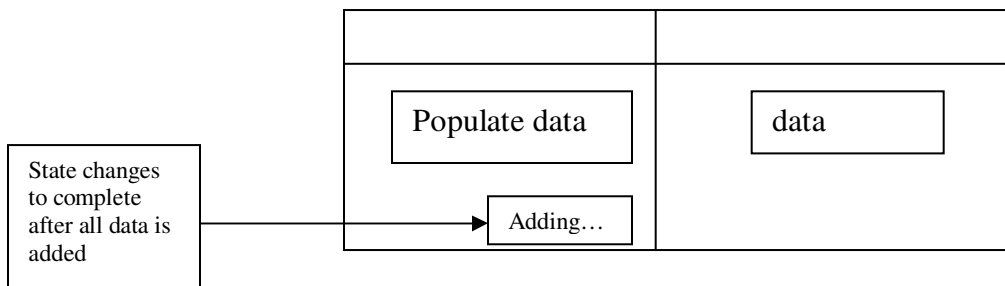 Populate data
data
State changes
to complete
after all data is
added
Adding…